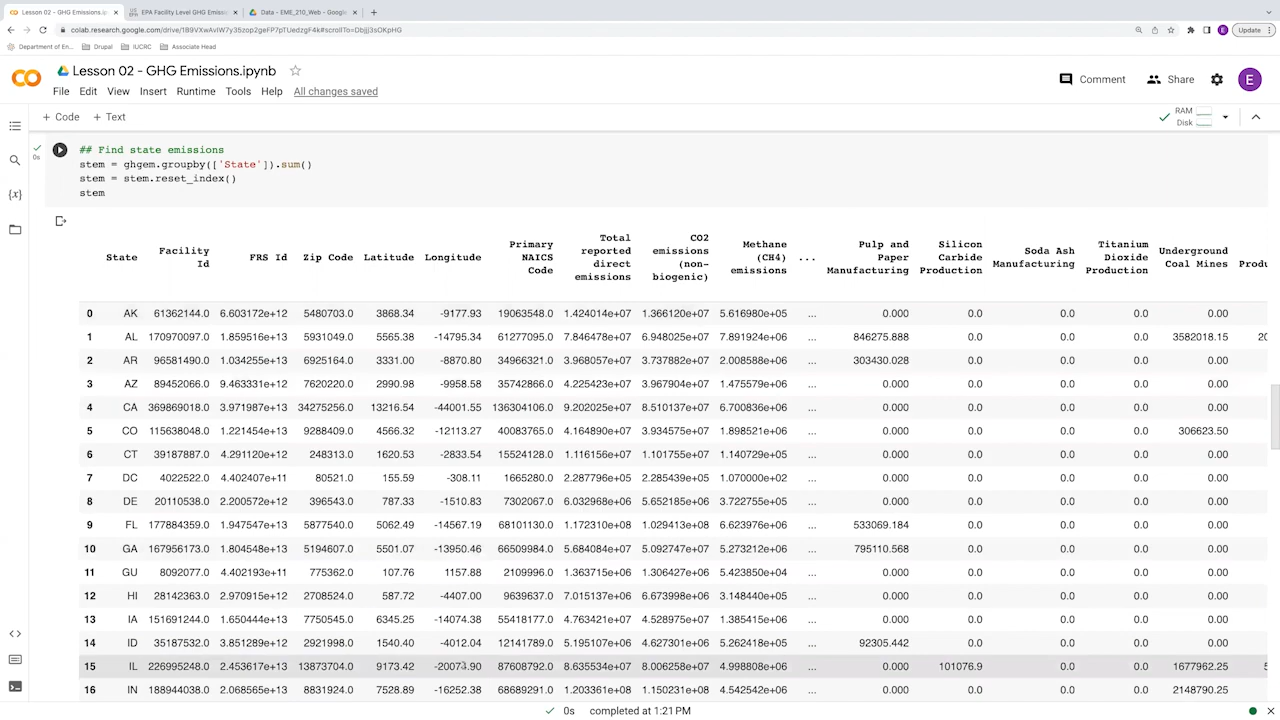 Lesson 02 - GHG Emissions.ipynb
EPA Facility Level GHG Emiss
Data - EME_210_Web - Google
colab.research.google.com/drive/1B9VXwAvIW7y35zop2geFP7pTUedzgF4k#scrollTo=Dbjjj3sOKpHG
E
Update
Department of En...
Drupal
IUCRC
Associate Head
CO
Lesson 02 - GHG Emissions.ipynb
Comment
Share
E
File Edit View Insert Runtime Tools Help All changes saved
+ Code + Text
RAM
Disk
0s
## Find state emissions
stem = ghgem.groupby(['State']).sum()
stem = stem.reset_index()
stem
{x}
State Facility Id FRS Id Zip Code Latitude Longitude Primary NAICS Code Total reported direct emissions CO2 emissions (non-biogenic) Methane (CH4) emissions ... Pulp and Paper Manufacturing Silicon Carbide Production Soda Ash Manufacturing Titanium Dioxide Production Underground Coal Mines Produ
0 AK 61362144.0 6.603172e+12 5480703.0 3868.34 -9177.93 19063548.0 1.424014e+07 1.366120e+07 5.616980e+05 ... 0.000 0.0 0.0 0.0 0.00
1 AL 170970097.0 1.859516e+13 5931049.0 5565.38 -14795.34 61277095.0 7.846478e+07 6.948025e+07 7.891924e+06 ... 846275.888 0.0 0.0 0.0 3582018.15 20
2 AR 96581490.0 1.034255e+13 6925164.0 3331.00 -8870.80 34966321.0 3.968057e+07 3.737882e+07 2.008588e+06 ... 303430.028 0.0 0.0 0.0 0.00
3 AZ 89452066.0 9.463331e+12 7620220.0 2990.98 -9958.58 35742866.0 4.225423e+07 3.967904e+07 1.475579e+06 ... 0.000 0.0 0.0 0.0 0.00
4 CA 369869018.0 3.971987e+13 34275256.0 13216.54 -44001.55 136304106.0 9.202025e+07 8.510137e+07 6.700836e+06 ... 0.000 0.0 0.0 0.0 0.00
5 CO 115638048.0 1.221454e+13 9288409.0 4566.32 -12113.27 40083765.0 4.164890e+07 3.934575e+07 1.898521e+06 ... 0.000 0.0 0.0 0.0 306623.50
6 CT 39187887.0 4.291120e+12 248313.0 1620.53 -2833.54 15524128.0 1.116156e+07 1.101755e+07 1.140729e+05 ... 0.000 0.0 0.0 0.0 0.00
7 DC 4022522.0 4.402407e+11 80521.0 155.59 -308.11 1665280.0 2.287795e+05 2.285439e+05 1.070000e+02 ... 0.000 0.0 0.0 0.0 0.00
8 DE 20110538.0 2.200572e+12 396543.0 787.33 -1510.83 7302067.0 6.032968e+06 5.652185e+06 3.722755e+05 ... 0.000 0.0 0.0 0.0 0.00
9 FL 177884359.0 1.947547e+13 5877540.0 5062.49 -14567.19 68101130.0 1.172310e+08 1.029413e+08 6.623976e+06 ... 533069.184 0.0 0.0 0.0 0.00
10 GA 167956173.0 1.804548e+13 5194607.0 5501.07 -13950.46 66509984.0 5.684084e+07 5.092747e+07 5.273212e+06 ... 795110.568 0.0 0.0 0.0 0.00
11 GU 8092077.0 4.402193e+11 775362.0 107.76 1157.88 2109996.0 1.363715e+06 1.306427e+06 5.423850e+04 ... 0.000 0.0 0.0 0.0 0.00
12 HI 28142363.0 2.970915e+12 2708524.0 587.72 -4407.00 9639637.0 7.015137e+06 6.673998e+06 3.148440e+05 ... 0.000 0.0 0.0 0.0 0.00
13 IA 151691244.0 1.650444e+13 7750545.0 6345.25 -14074.38 55418177.0 4.763421e+07 4.528975e+07 1.385415e+06 ... 0.000 0.0 0.0 0.0 0.00
14 ID 35187532.0 3.851289e+12 2921998.0 1540.40 -4012.04 12141789.0 5.195107e+06 4.627301e+06 5.262418e+05 ... 92305.442 0.0 0.0 0.0 0.00
15 IL 226995248.0 2.453617e+13 13873704.0 9173.42 -20074.90 87608792.0 8.635534e+07 8.006258e+07 4.998808e+06 ... 0.000 101076.9 0.0 0.0 1677962.25 5
16 IN 188944038.0 2.068565e+13 8831924.0 7528.89 -16252.38 68689291.0 1.203361e+08 1.150231e+08 4.542542e+06 ... 0.000 0.0 0.0 0.0 2148790.25
0s completed at 1:21 PM